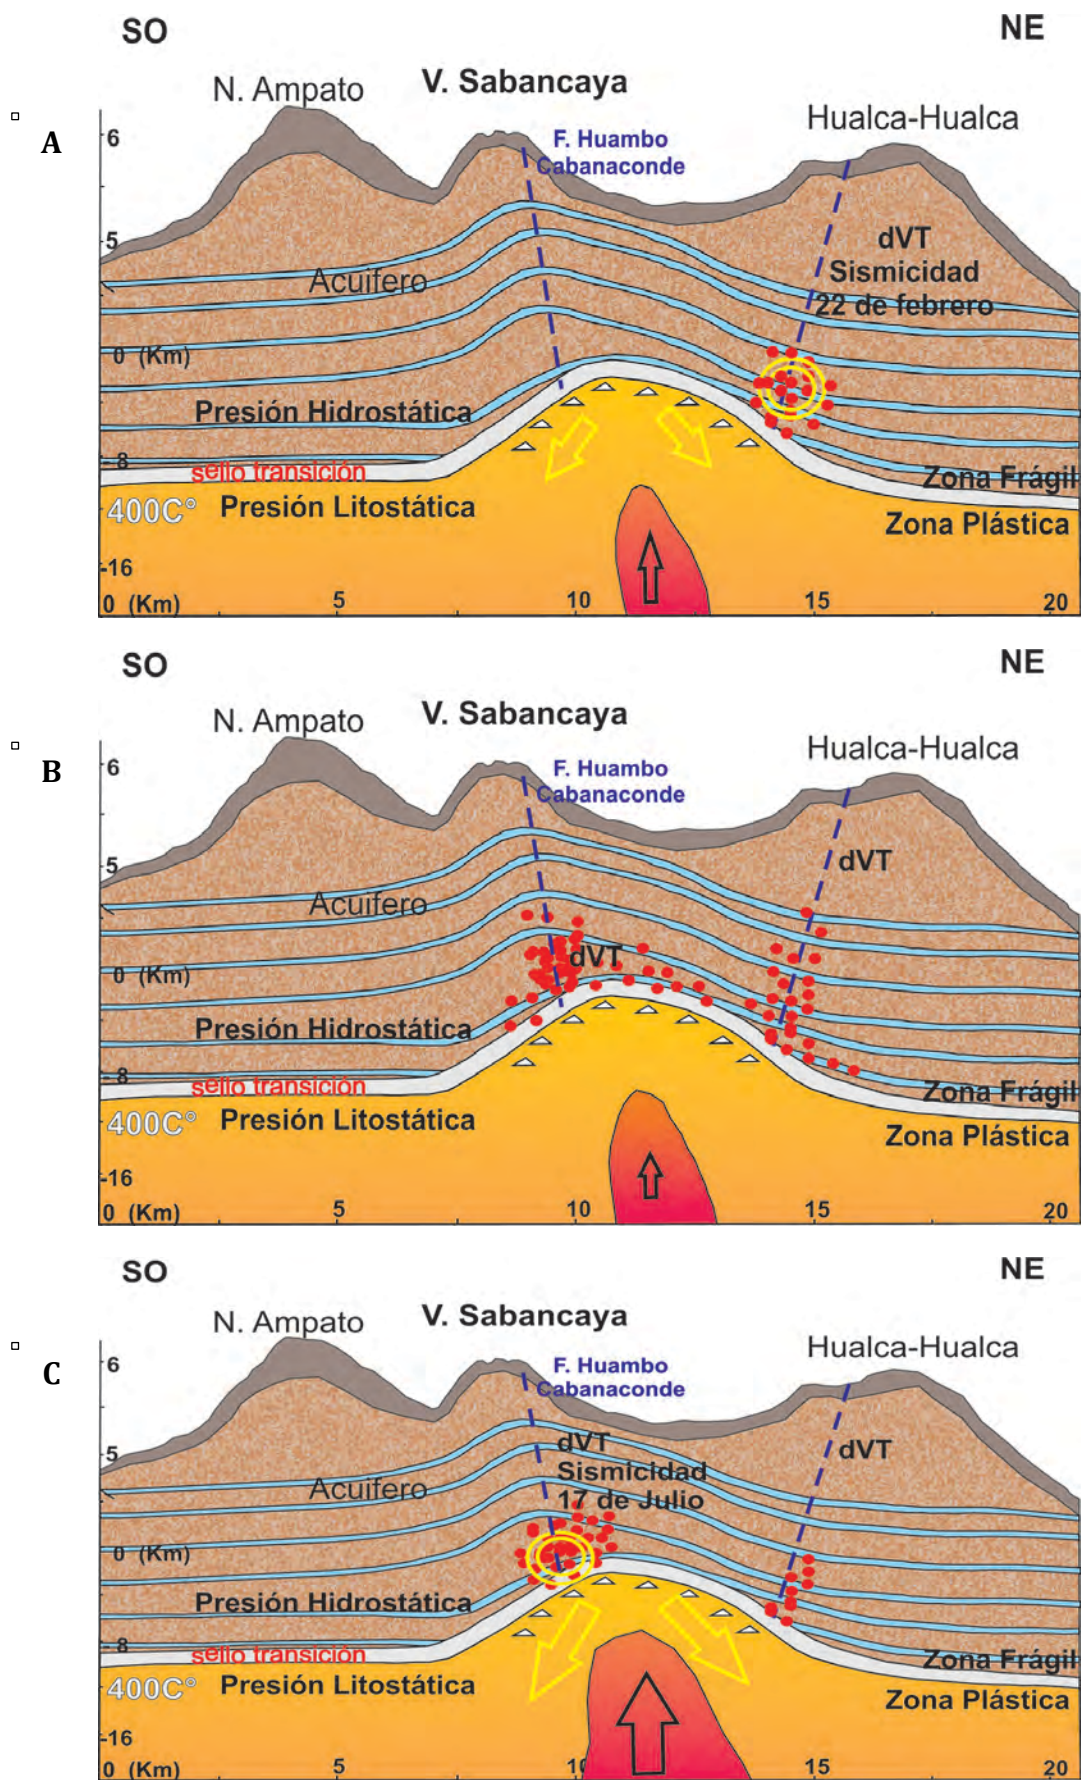 SO NE
N. Ampato V. Sabancaya
Hualca-Hualca
A
6
F. Huambo
Cabanaconde
5
dVT
Sismicidad
22 de febrero
Acuifero
0 (Km)
Presión Hidrostática
-8
sello transición
Zona Frágil
400C° Presión Litostática
Zona Plástica
-16
0 (Km) 5 10 15 20
SO NE
N. Ampato V. Sabancaya
Hualca-Hualca
B
6
F. Huambo
Cabanaconde
5
dVT
Acuifero
dVT
0 (Km)
Presión Hidrostática
-8
sello transición
Zona Frágil
400C° Presión Litostática
Zona Plástica
-16
0 (Km) 5 10 15 20
SO NE
N. Ampato V. Sabancaya
Hualca-Hualca
C
6
F. Huambo
Cabanaconde
5
dVT
dVT
Sismicidad
17 de Julio
Acuifero
0 (Km)
Presión Hidrostática
-8
sello transición
Zona Frágil
400C° Presión Litostática
Zona Plástica
-16
0 (Km) 5 10 15 20